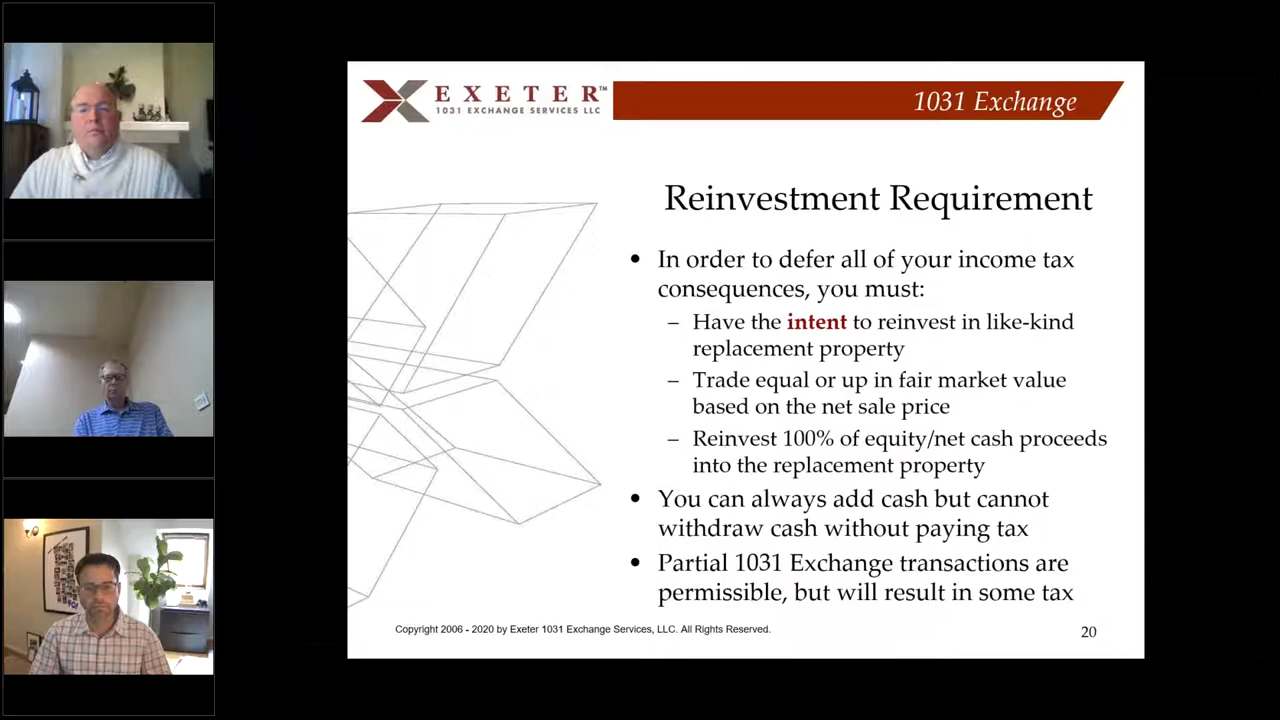 EXETER™
1031 EXCHANGE SERVICES LLC
1031 Exchange
Reinvestment Requirement
• In order to defer all of your income tax
consequences, you must:
– Have the intent to reinvest in like-kind
replacement property
– Trade equal or up in fair market value
based on the net sale price
– Reinvest 100% of equity/net cash proceeds
into the replacement property
• You can always add cash but cannot
withdraw cash without paying tax
• Partial 1031 Exchange transactions are
permissible, but will result in some tax
Copyright 2006 - 2020 by Exeter 1031 Exchange Services, LLC. All Rights Reserved.
20